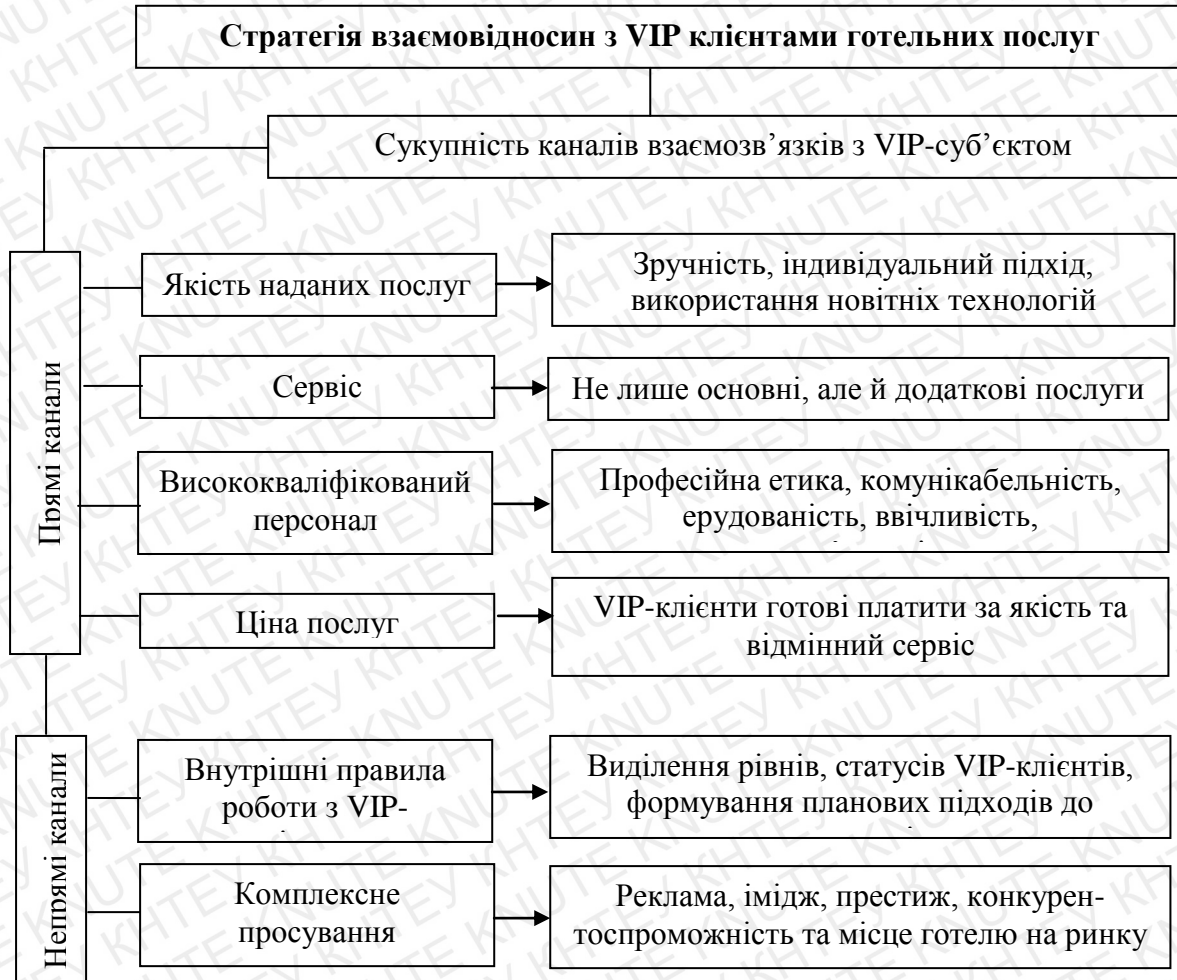 Стратегія взаємовідносин з VIP клієнтами готельних послуг
Сукупність каналів взаємозв’язків з VIP-суб’єктом
Прямі канали
Якість наданих послуг
Зручність, індивідуальний підхід,
використання новітніх технологій
Сервіс
Не лише основні, але й додаткові послуги
Висококваліфікований
персонал
Професійна етика, комунікабельність,
ерудованість, ввічливість,
Ціна послуг
VIP-клієнти готові платити за якість та
відмінний сервіс
Непрямі канали
Внутрішні правила
роботи з VIP-
Виділення рівнів, статусів VIP-клієнтів,
формування планових підходів до
Комплексне
просування
Реклама, імідж, престиж, конкурен-
тоспроможність та місце готелю на ринку